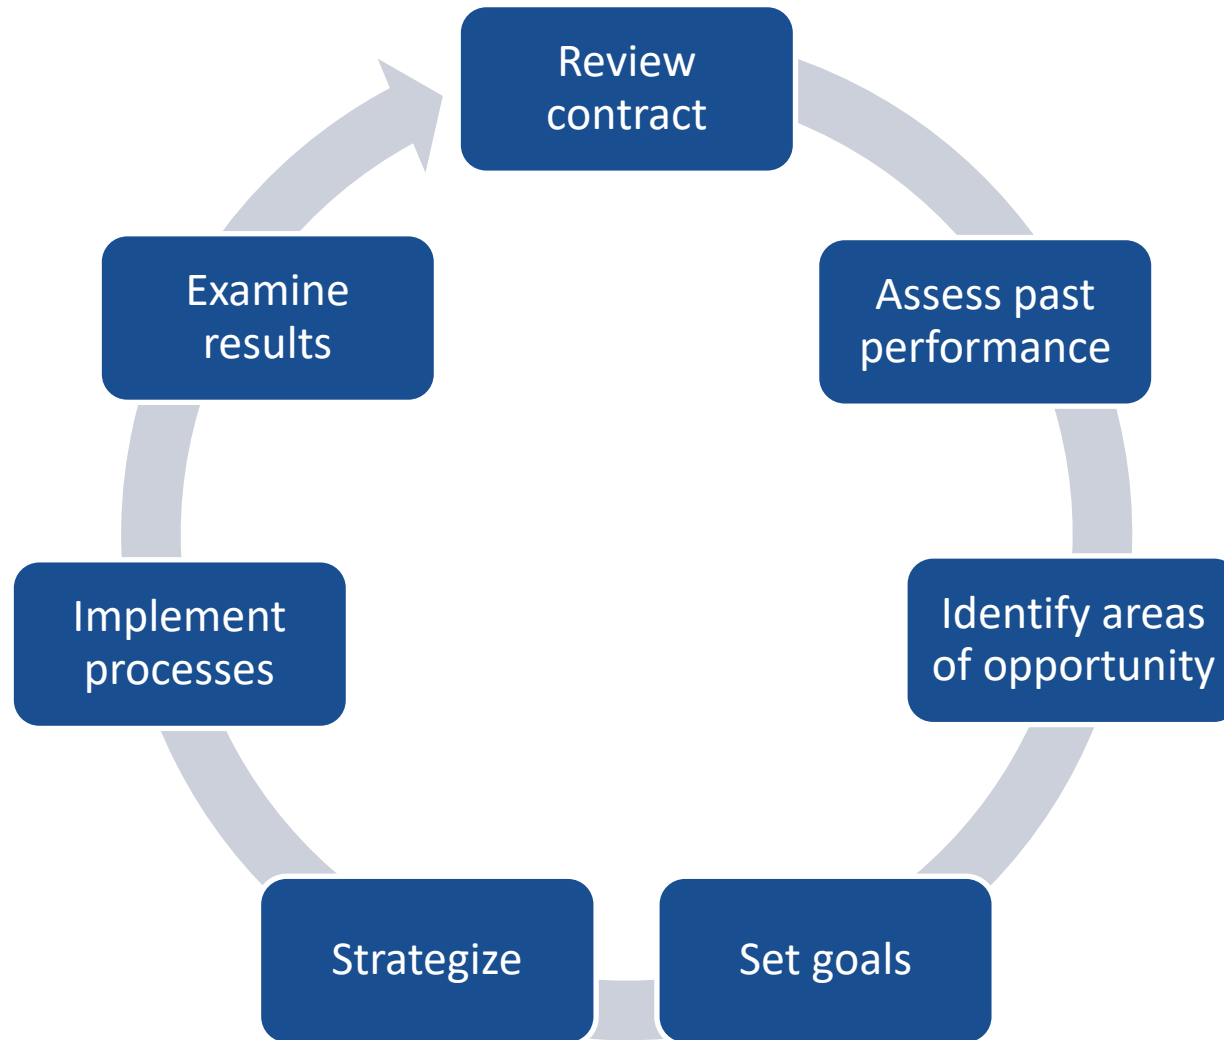 Review
contract
Assess past
performance
Identify areas
of opportunity
Set goals
Strategize
Implement
processes
Examine
results